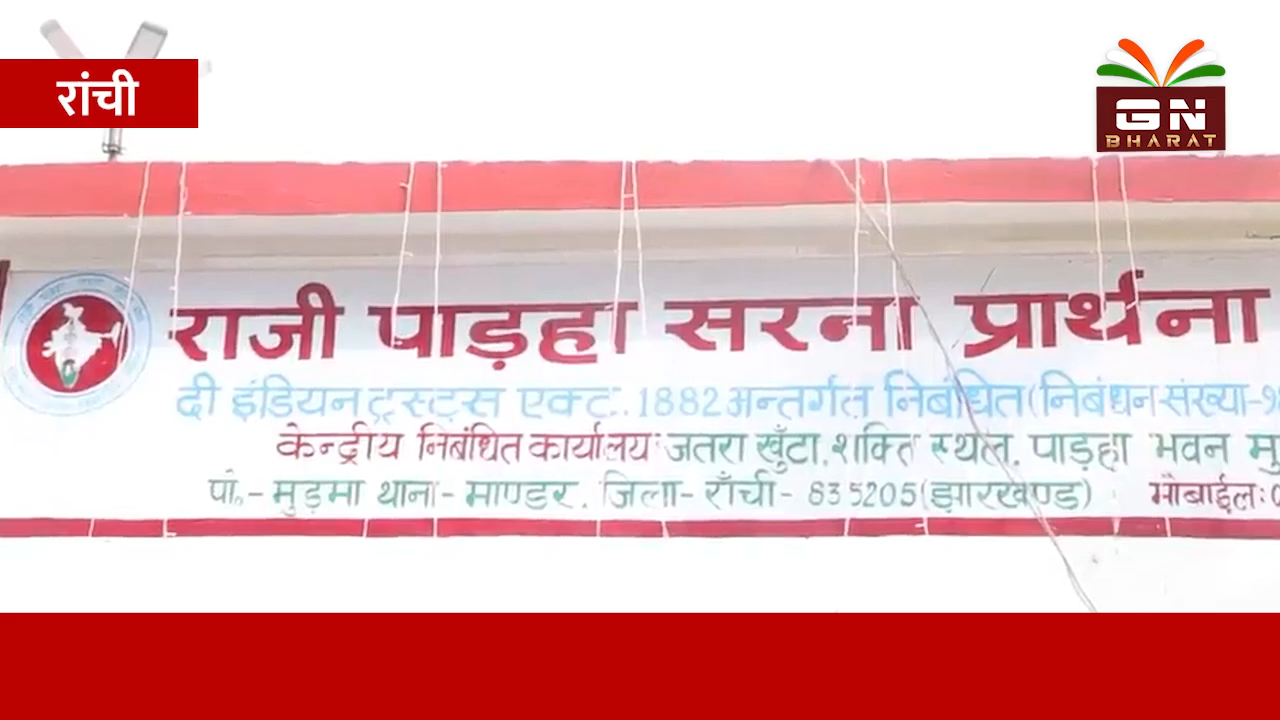 रांची
GN
BHARAT
राजी पाड़हा सरना प्रार्थना
दी इंडियन ट्रस्ट्स एक्ट. 1882 अन्तर्गत निबंधित (निबंधन संख्या-
केन्द्रीय निबंधित कार्यालय जतरा खुँटा. शक्ति स्थल. पाड़हा भवन
पो.- मुड़मा थाना- माण्डर. जिला- राँची- 835205 (झारखण्ड) मोबाईल: